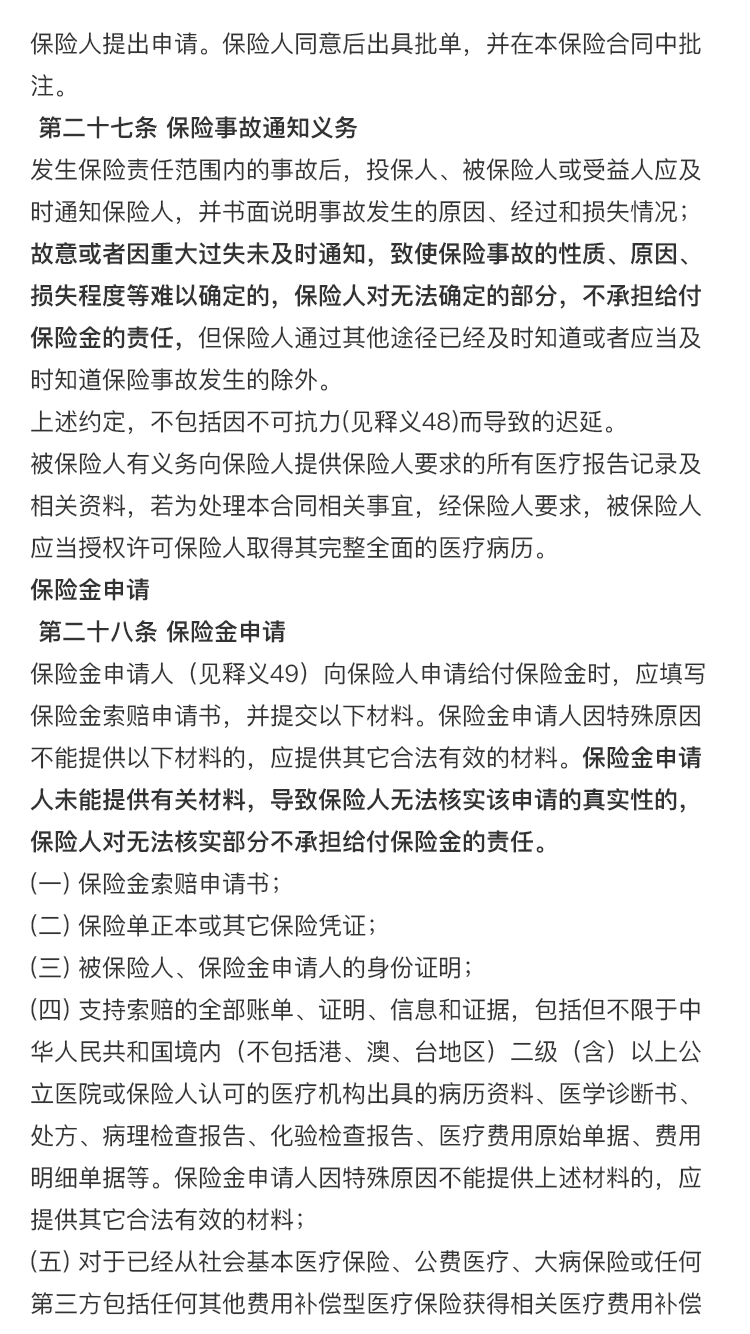 保险人提出申请。保险人同意后出具批单，并在本保险合同中批
注。
第二十七条 保险事故通知义务
发生保险责任范围内的事故后，投保人、被保险人或受益人应及
时通知保险人，并书面说明事故发生的原因、经过和损失情况；
故意或者因重大过失未及时通知，致使保险事故的性质、原因、
损失程度等难以确定的，保险人对无法确定的部分，不承担给付
保险金的责任，但保险人通过其他途径已经及时知道或者应当及
时知道保险事故发生的除外。
上述约定，不包括因不可抗力(见释义48)而导致的迟延。
被保险人有义务向保险人提供保险人要求的所有医疗报告记录及
相关资料，若为处理本合同相关事宜，经保险人要求，被保险人
应当授权许可保险人取得其完整全面的医疗病历。
保险金申请
第二十八条 保险金申请
保险金申请人（见释义49）向保险人申请给付保险金时，应填写
保险金索赔申请书，并提交以下材料。保险金申请人因特殊原因
不能提供以下材料的，应提供其它合法有效的材料。保险金申请
人未能提供有关材料，导致保险人无法核实该申请的真实性的，
保险人对无法核实部分不承担给付保险金的责任。
(一) 保险金索赔申请书；
(二) 保险单正本或其它保险凭证；
(三) 被保险人、保险金申请人的身份证明；
(四) 支持索赔的全部账单、证明、信息和证据，包括但不限于中
华人民共和国境内（不包括港、澳、台地区）二级（含）以上公
立医院或保险人认可的医疗机构出具的病历资料、医学诊断书、
处方、病理检查报告、化验检查报告、医疗费用原始单据、费用
明细单据等。保险金申请人因特殊原因不能提供上述材料的，应
提供其它合法有效的材料；
(五) 对于已经从社会基本医疗保险、公费医疗、大病保险或任何
第三方包括任何其他费用补偿型医疗保险获得相关医疗费用补偿